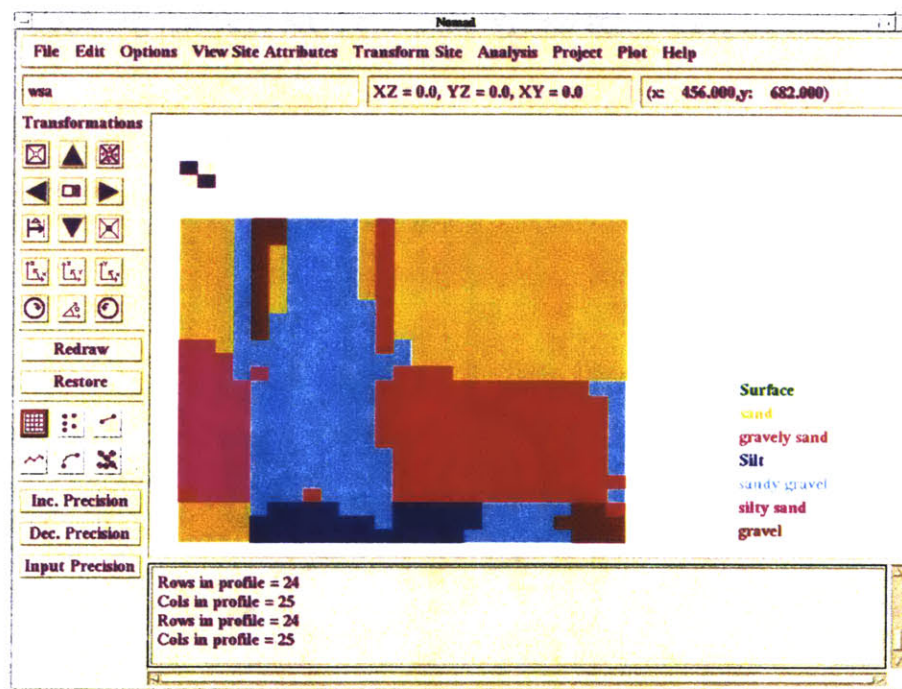 Nomad
File Edit Options View Site Attributes Transform Site Analysis Project Plot Help
wsa
XZ = 0.0, YZ = 0.0, XY = 0.0
(x: 456.000,y: 682.000)
Transformations
Redraw
Restore
Inc. Precision
Dec. Precision
Input Precision
Surface
sand
gravely sand
Silt
sandy gravel
silty sand
gravel
Rows in profile = 24
Cols in profile = 25
Rows in profile = 24
Cols in profile = 25